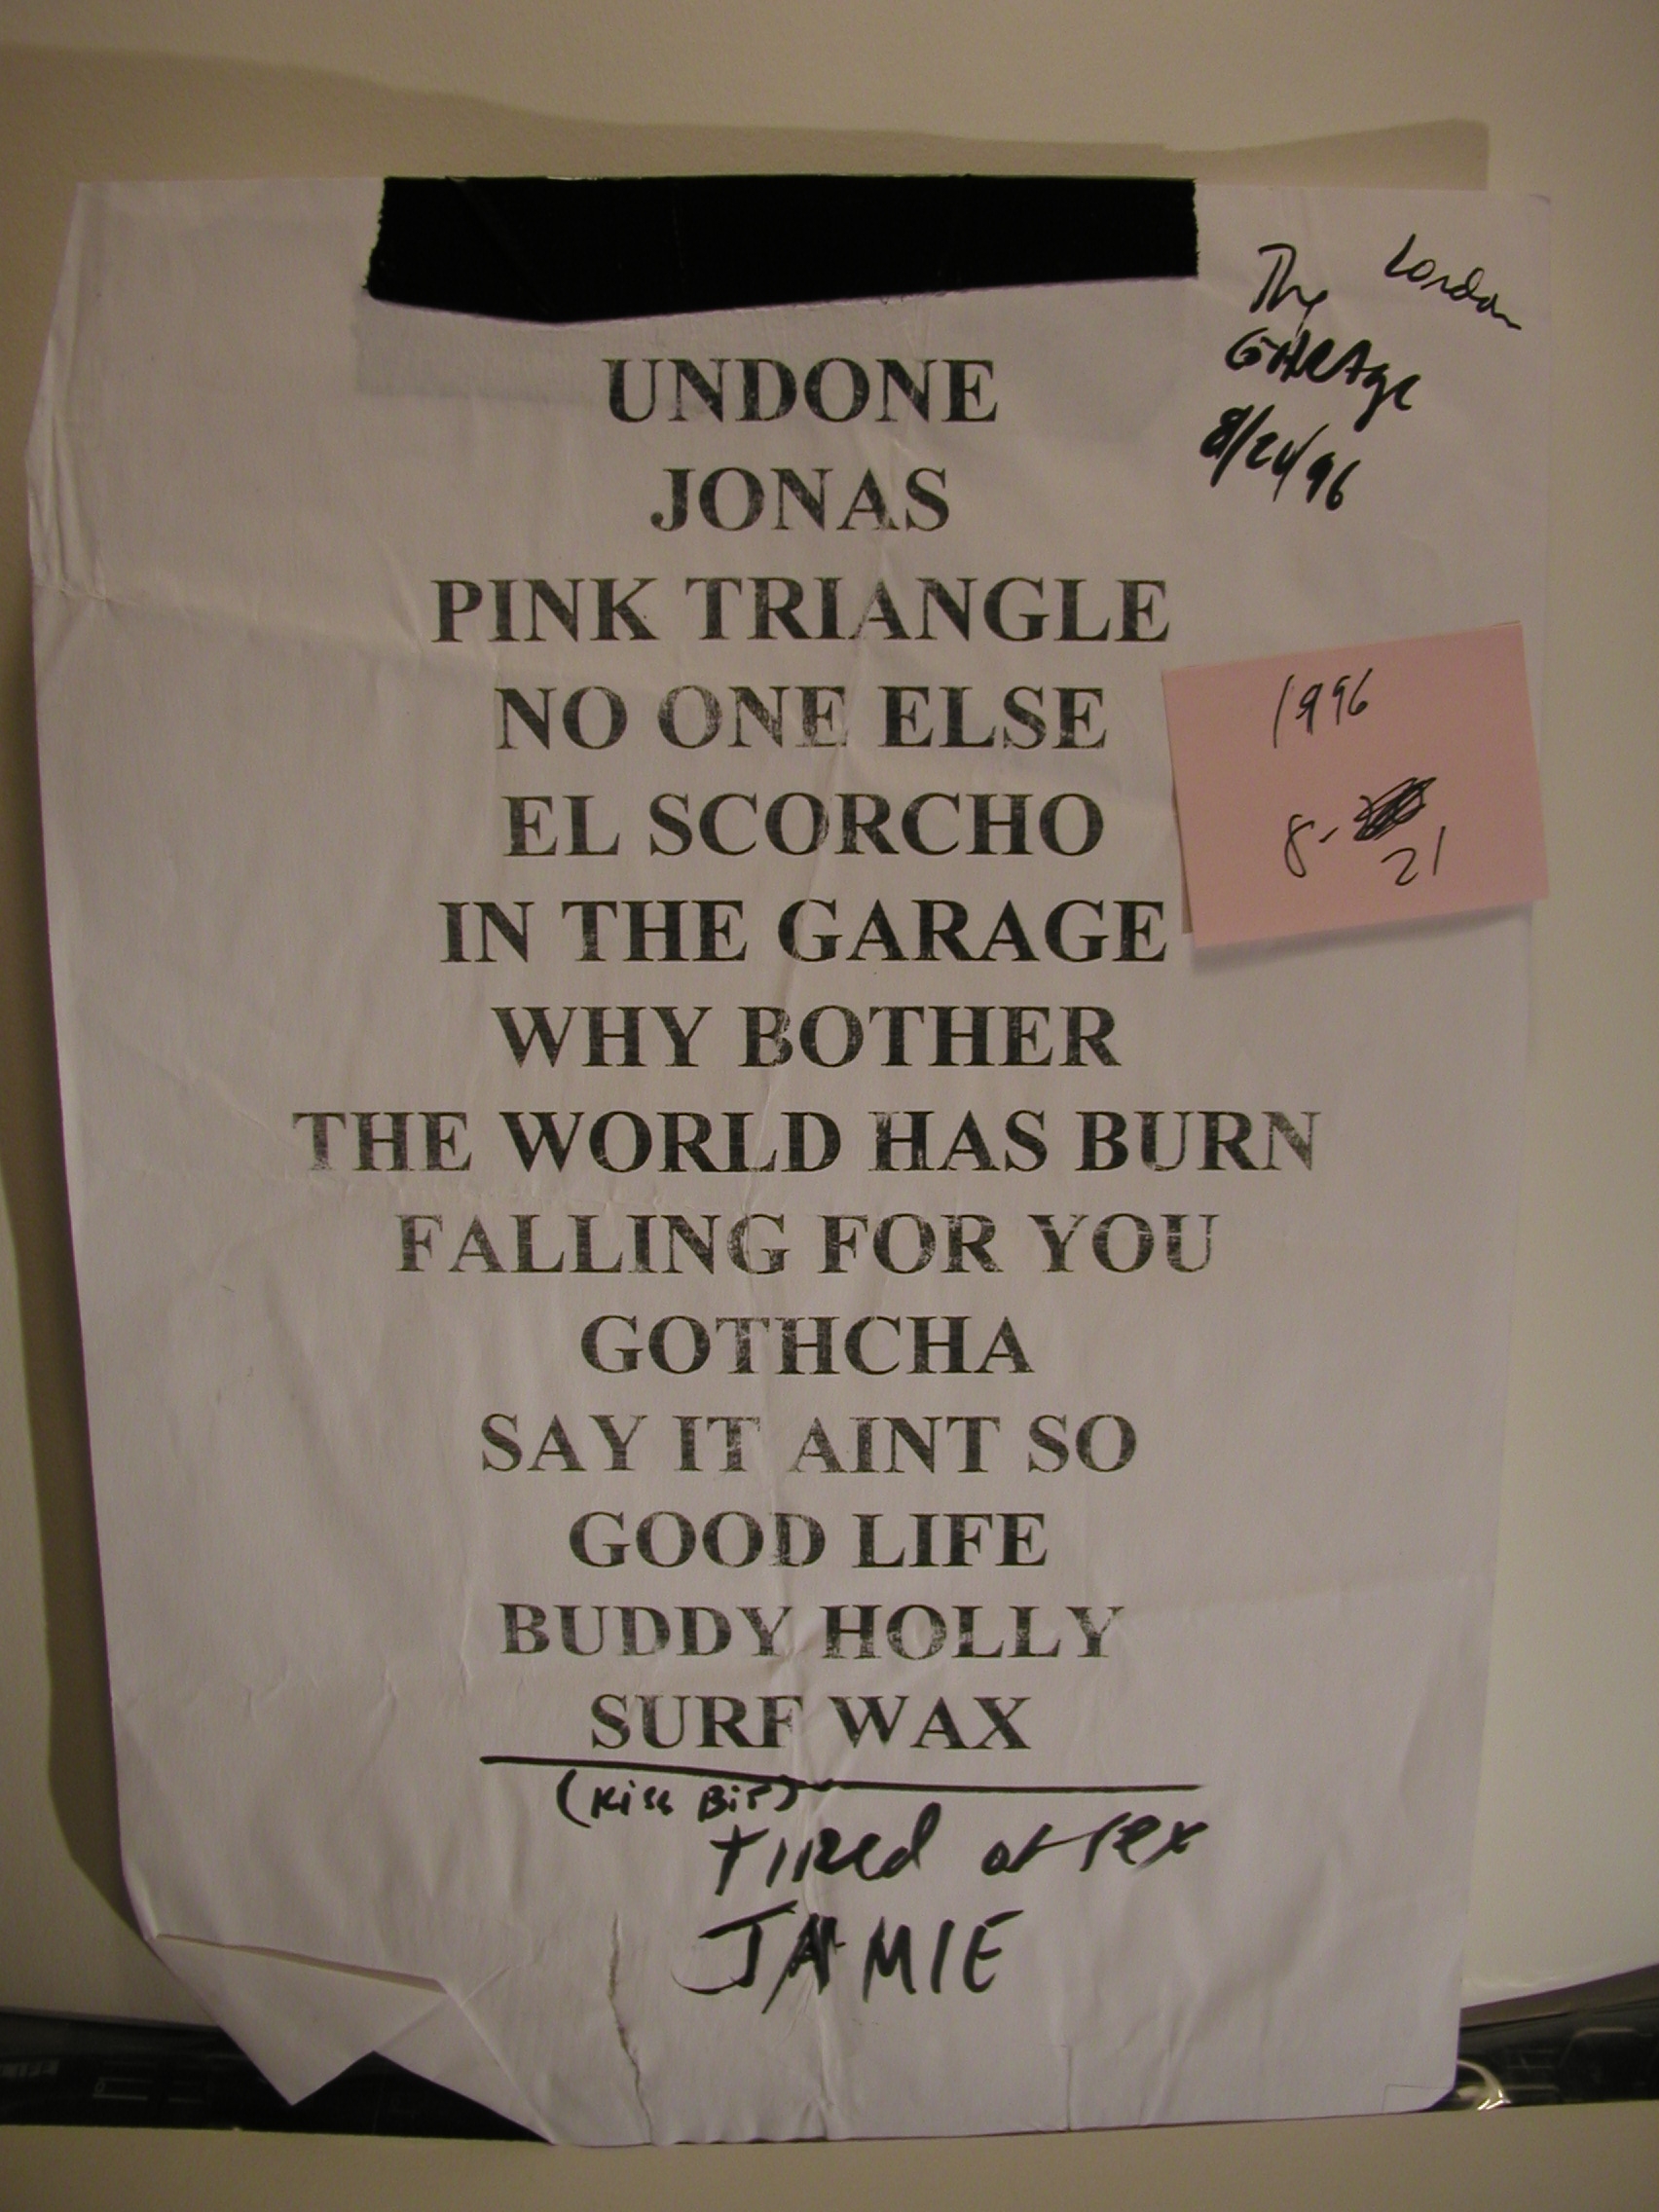 London
The
GARAge
8/21/96
UNDONE
JONAS
PINK TRIANGLE
NO ONE ELSE
EL SCORCHO
IN THE GARAGE
WHY BOTHER
THE WORLD HAS BURN
FALLING FOR YOU
GOTHCHA
SAY IT AINT SO
GOOD LIFE
BUDDY HOLLY
SURF WAX
(Kiss Bit)
tired of sex
JAMIE
1996
8-
21